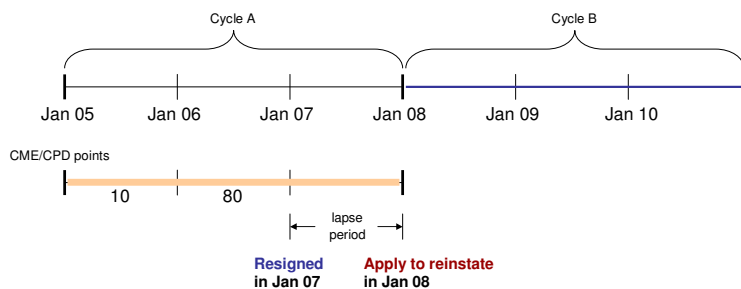 Cycle A Cycle B
Jan 05 Jan 06 Jan 07 Jan 08 Jan 09 Jan 10
CME/CPD points
10 80
lapse
period
Resigned Apply to reinstate
in Jan 07 in Jan 08